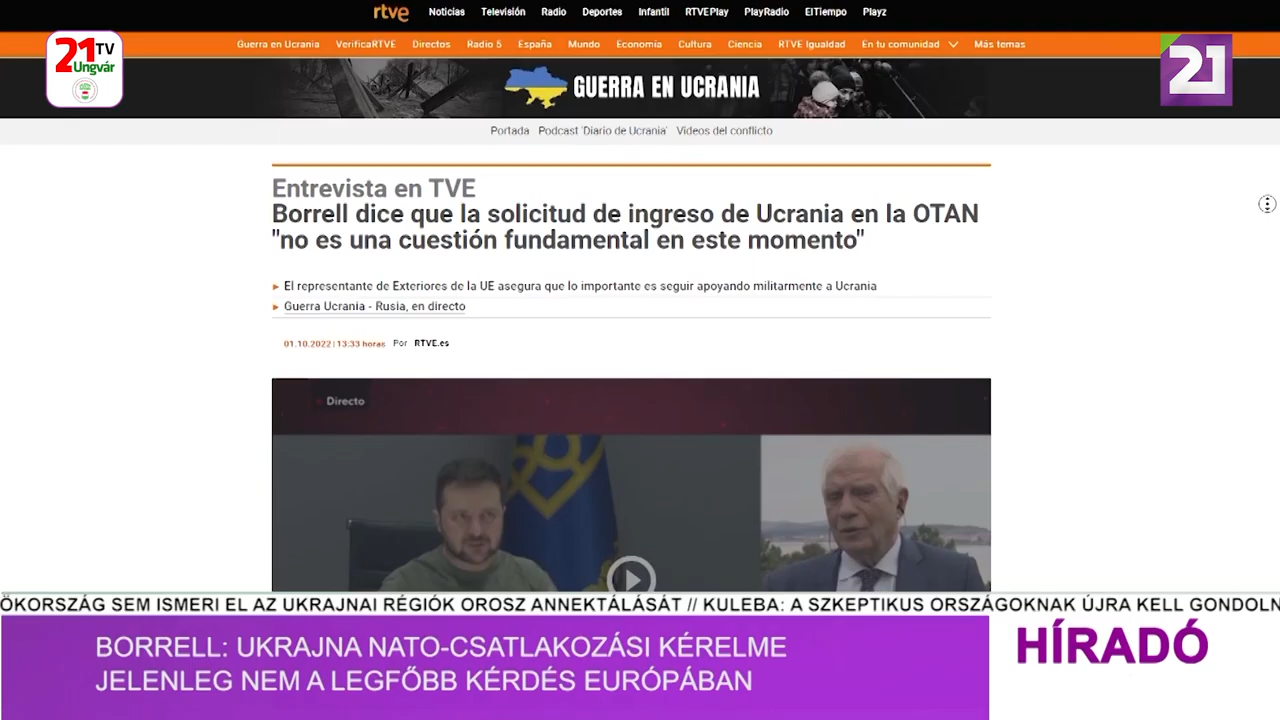 rtve Noticias Televisión Radio Deportes Infantil RTVEPlay PlayRadio ElTiempo Playz
Guerra en Ucrania VerificaRTVE Directos Radio 5 España Mundo Economía Cultura Ciencia RTVE Igualdad En tu comunidad Más temas
21 TV
Ungvár
21
GUERRA EN UCRANIA
Portada Podcast 'Diario de Ucrania' Vídeos del conflicto
Entrevista en TVE
Borrell dice que la solicitud de ingreso de Ucrania en la OTAN
"no es una cuestión fundamental en este momento"
El representante de Exteriores de la UE asegura que lo importante es seguir apoyando militarmente a Ucrania
Guerra Ucrania - Rusia, en directo
01.10.2022 | 13:33 horas Por RTVE.es
Directo
ÖKORSZÁG SEM ISMERI EL AZ UKRAJNAI RÉGIÓK OROSZ ANNEKTÁLÁSÁT // KULEBA: A SZKEPTIKUS ORSZÁGOKNAK ÚJRA KELL GONDOLN
BORRELL: UKRAJNA NATO-CSATLAKOZÁSI KÉRELME
JELENLEG NEM A LEGFŐBB KÉRDÉS EURÓPÁBAN
HÍRADÓ